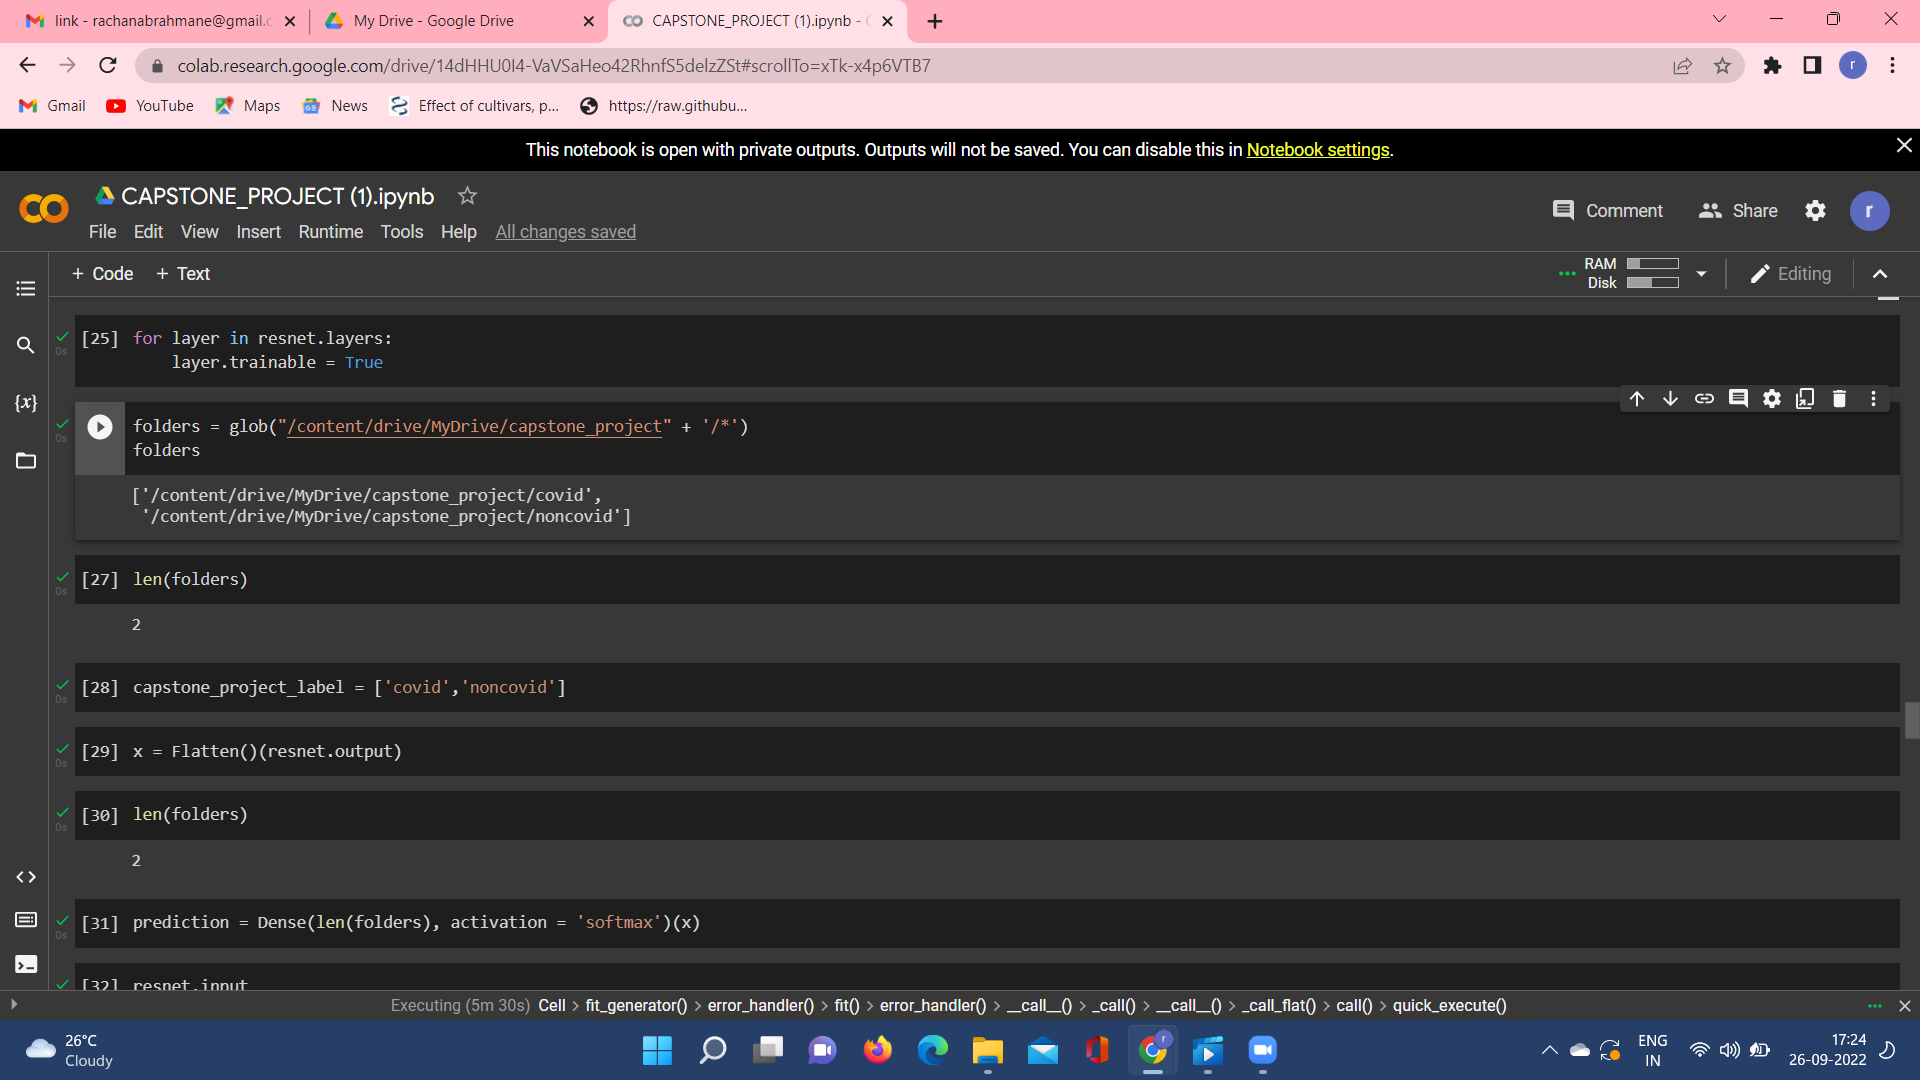 link - rachanabrahmane@gmail.c
My Drive - Google Drive
CAPSTONE_PROJECT (1).ipynb -
colab.research.google.com/drive/14dHHU0I4-VaVSaHeo42RhnfS5delzZSt#scrollTo=xTk-x4p6VTB7
r
Gmail
YouTube
Maps
News
Effect of cultivars, p...
https://raw.githubu...
This notebook is open with private outputs. Outputs will not be saved. You can disable this in Notebook settings.
CAPSTONE_PROJECT (1).ipynb
Comment
Share
r
File Edit View Insert Runtime Tools Help All changes saved
+ Code + Text
RAM
Disk
Editing
[25] for layer in resnet.layers:
layer.trainable = True
0s
folders = glob("/content/drive/MyDrive/capstone_project" + '/*')
folders
0s
['/content/drive/MyDrive/capstone_project/covid',
'/content/drive/MyDrive/capstone_project/noncovid']
[27] len(folders)
0s
2
[28] capstone_project_label = ['covid','noncovid']
0s
[29] x = Flatten()(resnet.output)
0s
[30] len(folders)
0s
2
[31] prediction = Dense(len(folders), activation = 'softmax')(x)
0s
[32] resnet.input
Executing (5m 30s) Cell > fit_generator() > error_handler() > fit() > error_handler() > __call__() > _call() > __call__() > _call_flat() > call() > quick_execute()
26°C
Cloudy
r
ENG
IN
17:24
26-09-2022